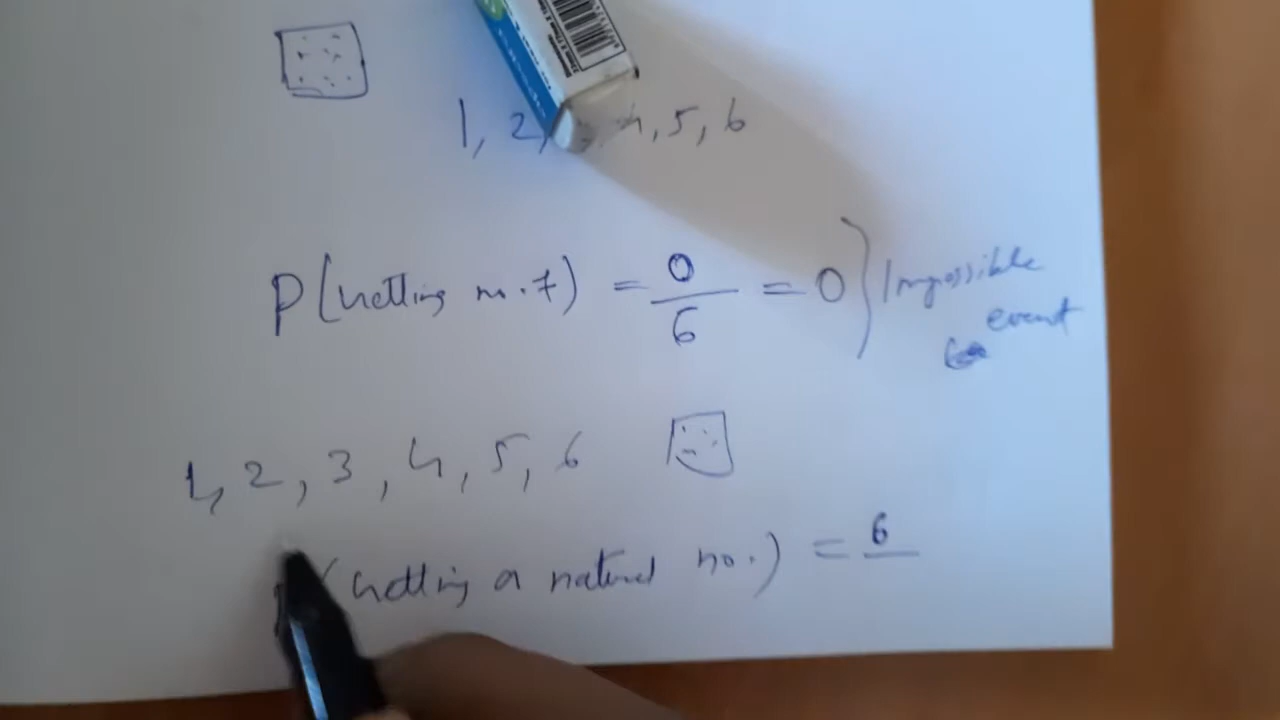 1, 2, 4, 5, 6
P(getting no. 7) = 0/6 = 0} Impossible
event
1, 2, 3, 4, 5, 6
(getting a natural no.) = 6